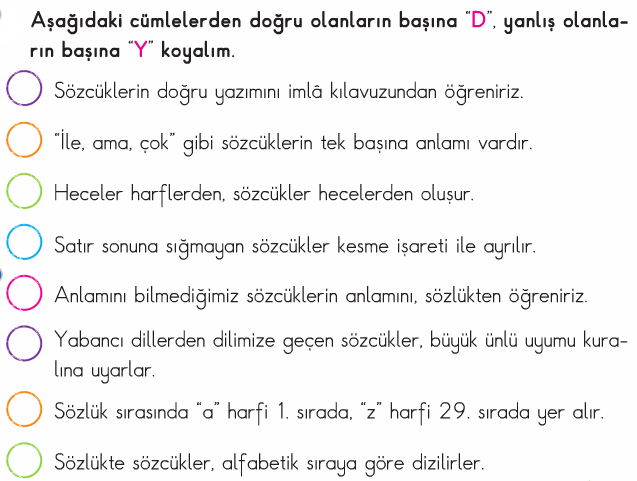 Aşağıdaki cümlelerden doğru olanların başına "D", yanlış olanla-
rın başına "Y" koyalım.
Sözcüklerin doğru yazımını imlâ kılavuzundan öğreniriz.
"İle, ama, çok" gibi sözcüklerin tek başına anlamı vardır.
Heceler harflerden, sözcükler hecelerden oluşur.
Satır sonuna sığmayan sözcükler kesme işareti ile ayrılır.
Anlamını bilmediğimiz sözcüklerin anlamını, sözlükten öğreniriz.
Yabancı dillerden dilimize geçen sözcükler, büyük ünlü uyumu kura-
lına uyarlar.
Sözlük sırasında "a" harfi 1. sırada, "z" harfi 29. sırada yer alır.
Sözlükte sözcükler, alfabetik sıraya göre dizilirler.